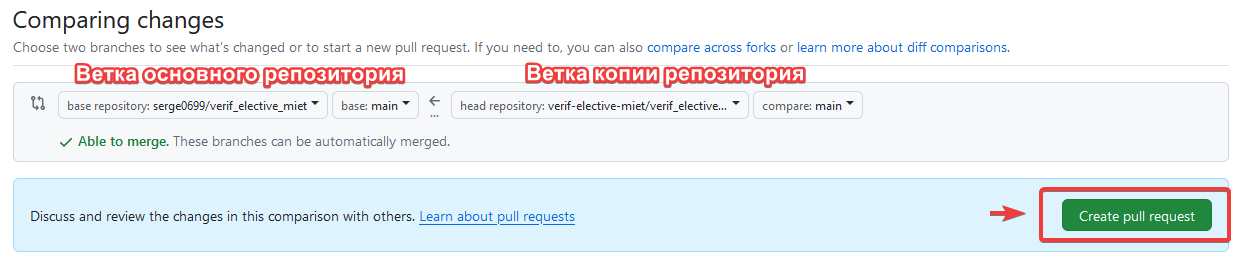 Comparing changes
Choose two branches to see what's changed or to start a new pull request. If you need to, you can also compare across forks or learn more about diff comparisons.
Ветка основного репозитория Ветка копии репозитория
base repository: serge0699/verif_elective_miet base: main ... head repository: verif-elective-miet/verif_elective... compare: main
Able to merge. These branches can be automatically merged.
Discuss and review the changes in this comparison with others. Learn about pull requests
Create pull request